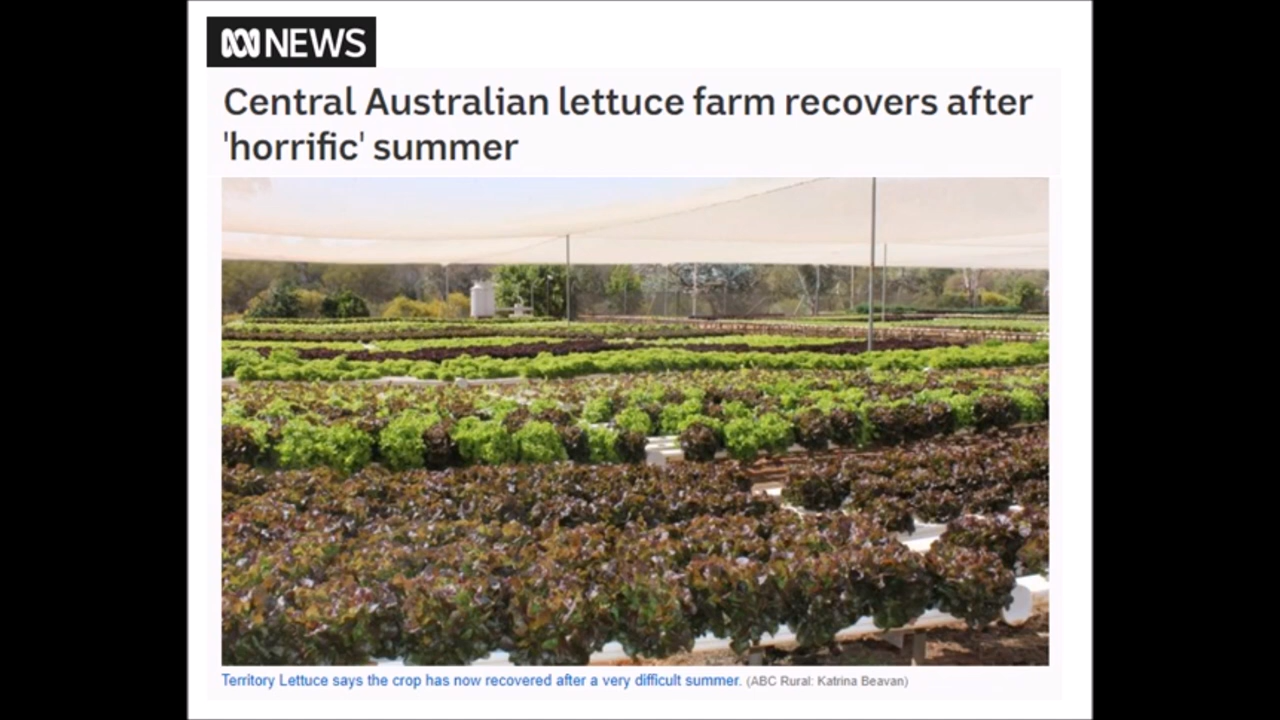 NEWS
Central Australian lettuce farm recovers after
'horrific' summer
Territory Lettuce says the crop has now recovered after a very difficult summer. (ABC Rural: Katrina Beavan)